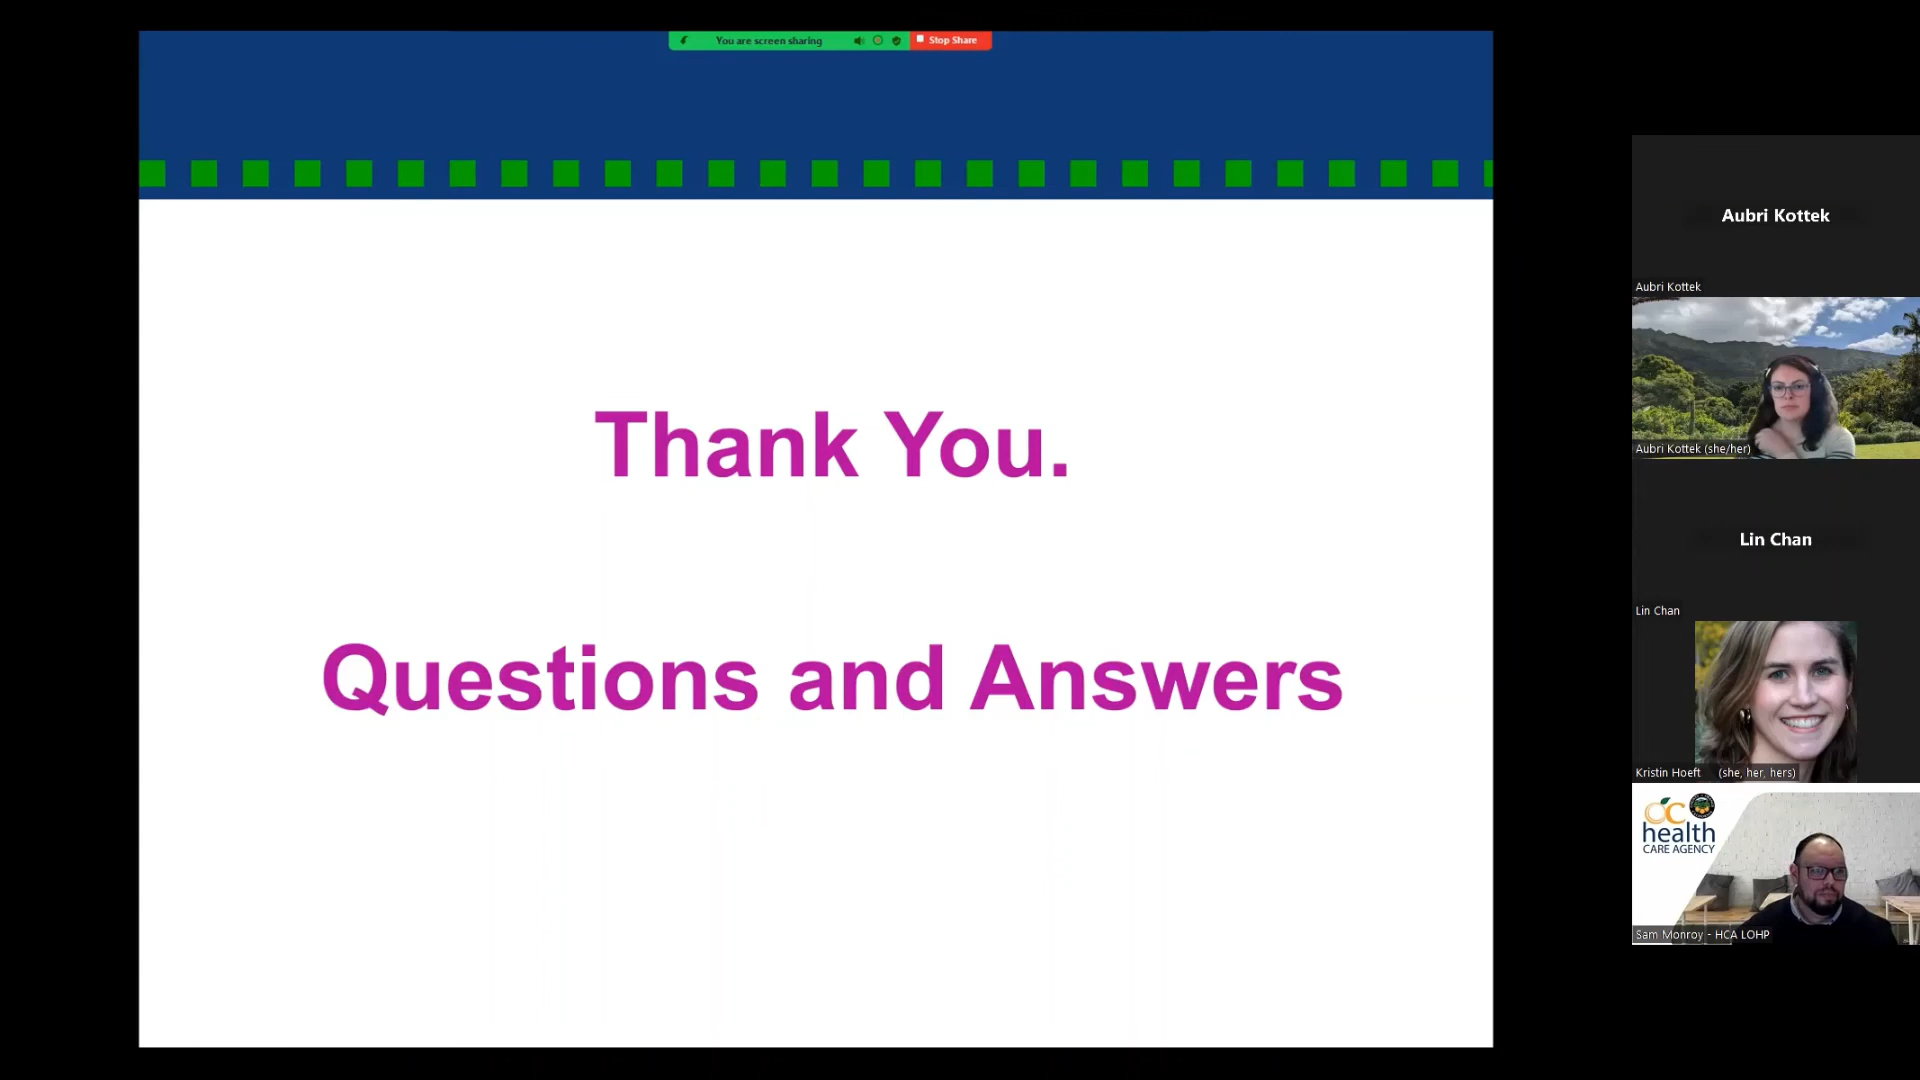 You are screen sharing
Stop Share
Thank You.
Questions and Answers
Aubri Kottek
Aubri Kottek
Aubri Kottek (she/her)
Lin Chan
Lin Chan
Kristin Hoeft (she, her, hers)
OC
health
CARE AGENCY
Sam Monroy - HCA LOHP